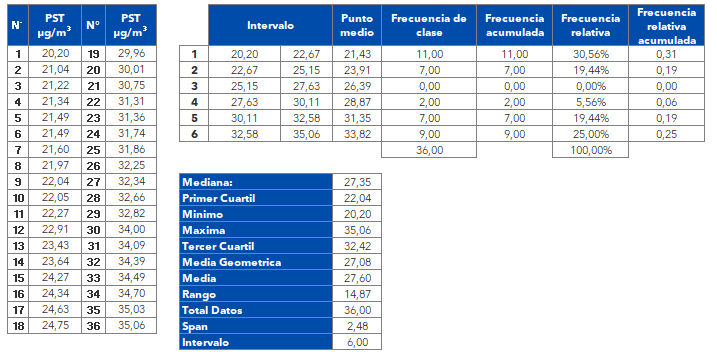 N° PST µg/m³ N° PST µg/m³
1 20,20 19 29,96
2 21,04 20 30,01
3 21,22 21 30,75
4 21,34 22 31,31
5 21,49 23 31,36
6 21,49 24 31,74
7 21,60 25 31,86
8 21,97 26 32,25
9 22,04 27 32,34
10 22,05 28 32,66
11 22,27 29 32,82
12 22,91 30 34,00
13 23,43 31 34,09
14 23,64 32 34,39
15 24,27 33 34,49
16 24,34 34 34,70
17 24,63 35 35,03
18 24,75 36 35,06
Intervalo Punto medio Frecuencia de clase Frecuencia acumulada Frecuencia relativa Frecuencia relativa acumulada
1 20,20 22,67 21,43 11,00 11,00 30,56% 0,31
2 22,67 25,15 23,91 7,00 7,00 19,44% 0,19
3 25,15 27,63 26,39 0,00 0,00 0,00% 0,00
4 27,63 30,11 28,87 2,00 2,00 5,56% 0,06
5 30,11 32,58 31,35 7,00 7,00 19,44% 0,19
6 32,58 35,06 33,82 9,00 9,00 25,00% 0,25
36,00 100,00%
Mediana: 27,35
Primer Cuartil 22,04
Minimo 20,20
Maxima 35,06
Tercer Cuartil 32,42
Media Geometrica 27,08
Media 27,60
Rango 14,87
Total Datos 36,00
Span 2,48
Intervalo 6,00